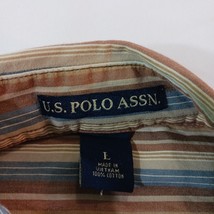 U.S. POLO ASSN.
L
MADE IN
VIETNAM
100% COTTON